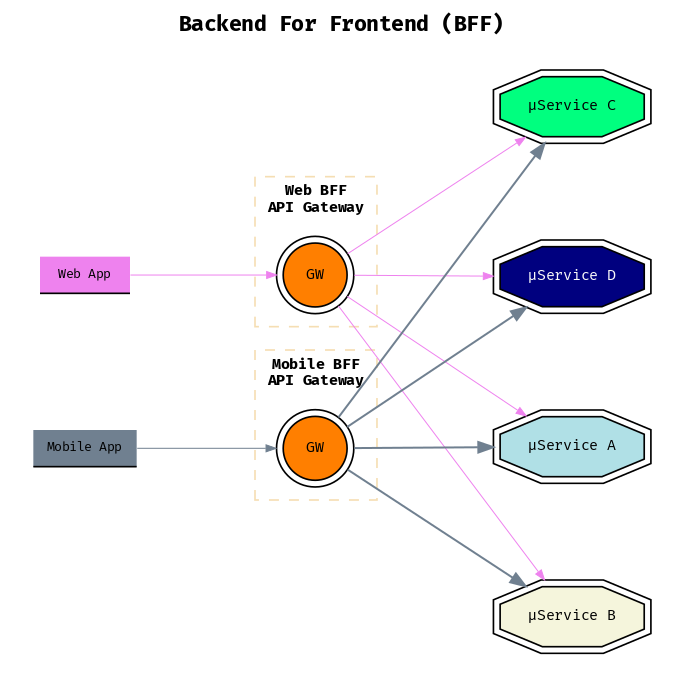 Backend For Frontend (BFF)
µService C
Web BFF
API Gateway
Web App
GW
µService D
Mobile BFF
API Gateway
Mobile App
GW
µService A
µService B